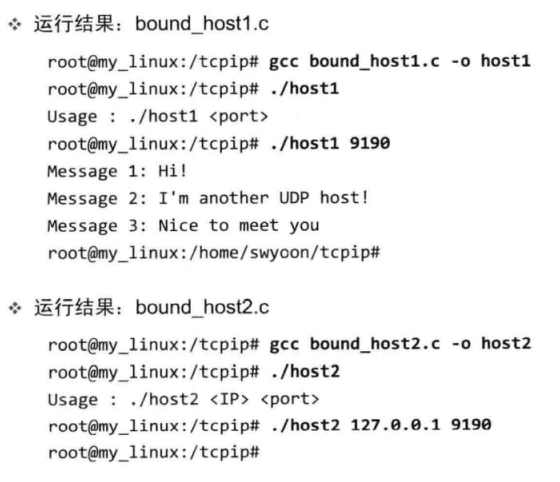 ❖ 运行结果：bound_host1.c
root@my_linux:/tcpip# gcc bound_host1.c -o host1
root@my_linux:/tcpip# ./host1
Usage : ./host1 <port>
root@my_linux:/tcpip# ./host1 9190
Message 1: Hi!
Message 2: I'm another UDP host!
Message 3: Nice to meet you
root@my_linux:/home/swyoon/tcpip#
❖ 运行结果：bound_host2.c
root@my_linux:/tcpip# gcc bound_host2.c -o host2
root@my_linux:/tcpip# ./host2
Usage : ./host2 <IP> <port>
root@my_linux:/tcpip# ./host2 127.0.0.1 9190
root@my_linux:/tcpip#